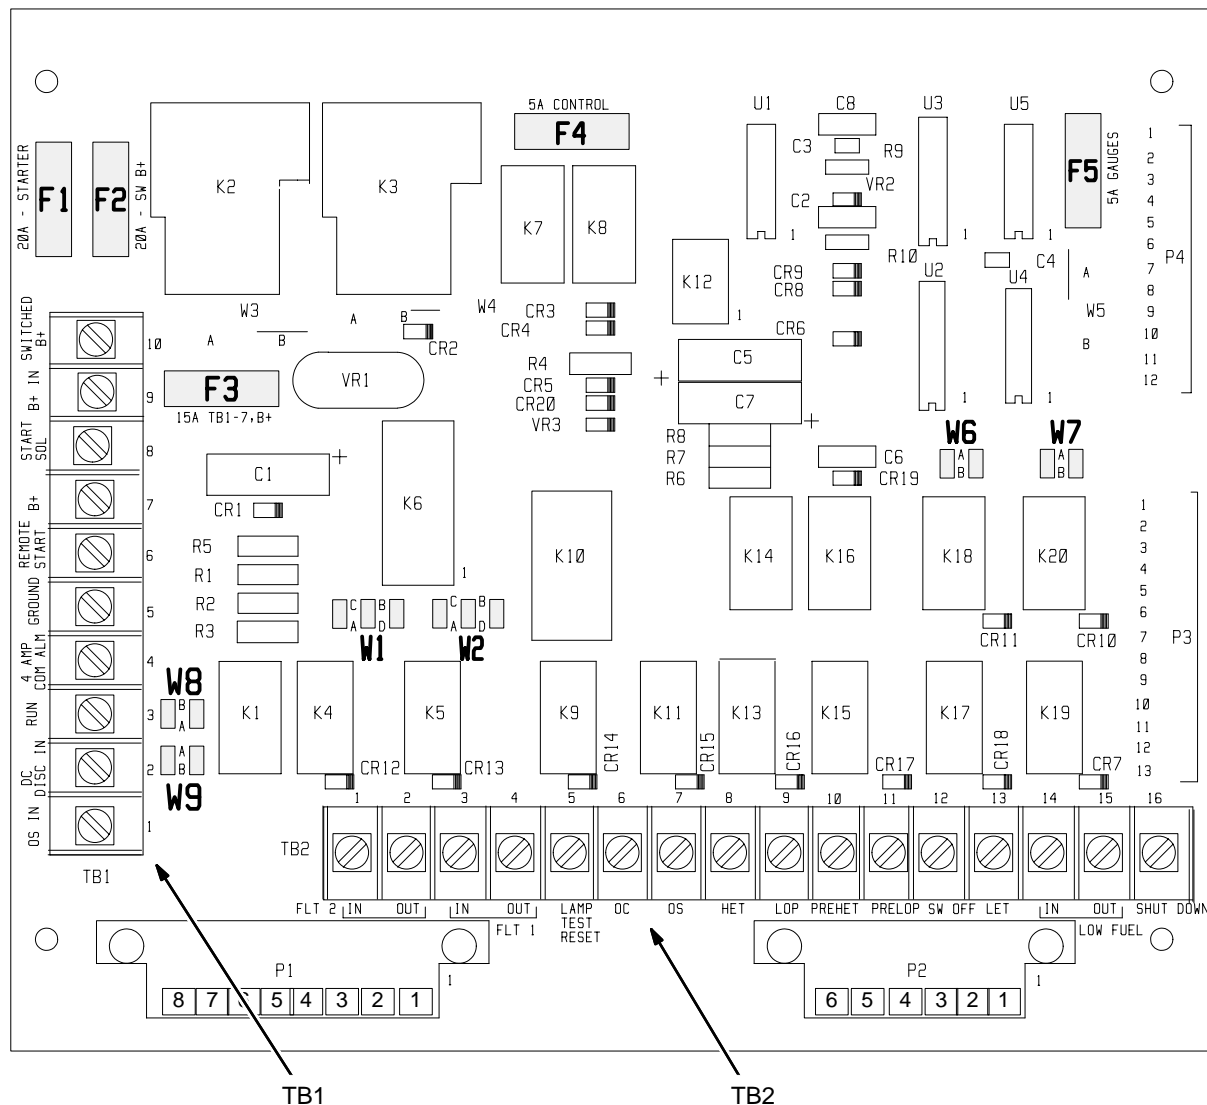 5A CONTROL
F4
U1
C8
U3
U5
C3
R9
VR2
C2
R10
1
1
1
F5
5A GAUGES
20A - STARTER
F1
F2
20A - SW B+
K2
K3
K7
K8
K12
1
CR9
CR8
CR6
U2
U4
C4
1
1
A
W5
B
1
2
3
4
5
6
7
8
9
10
11
12
P4
W3
A
B
A
B
W4
CR2
CR3
CR4
R4
CR5
CR20
VR3
F3
15A TB1-7,B+
VR1
+
C5
C7
+
R8
R7
R6
C6
CR19
W6
A
B
W7
A
B
SWITCHED
B+
10
B+ IN
9
START
SOL
8
B+
7
REMOTE
START
6
GROUND
5
4 AMP
COM ALM
4
RUN
3
DC
DISC IN
2
OS IN
1
TB1
C1
+
CR1
R5
R1
R2
R3
K6
1
C
A
B
D
W1
C
A
B
D
W2
K10
K14
K16
K18
K20
CR11
CR10
1
2
3
4
5
6
7
8
9
10
11
12
13
P3
W8
B
A
A
B
W9
K1
K4
K5
K9
K11
K13
K15
K17
K19
CR12
CR13
CR14
CR15
CR16
CR17
CR18
CR7
1 2 3 4 5 6 7 8 9 10 11 12 13 14 15 16
TB2
FLT 2 IN OUT IN OUT LAMP OC OS HET LOP PREHET PRELOP SW OFF LET IN OUT SHUT DOWN
FLT 1
TEST
RESET
LOW FUEL
P1
1
8 7 5 4 3 2 1
P2
1
6 5 4 3 2 1
TB1
TB2